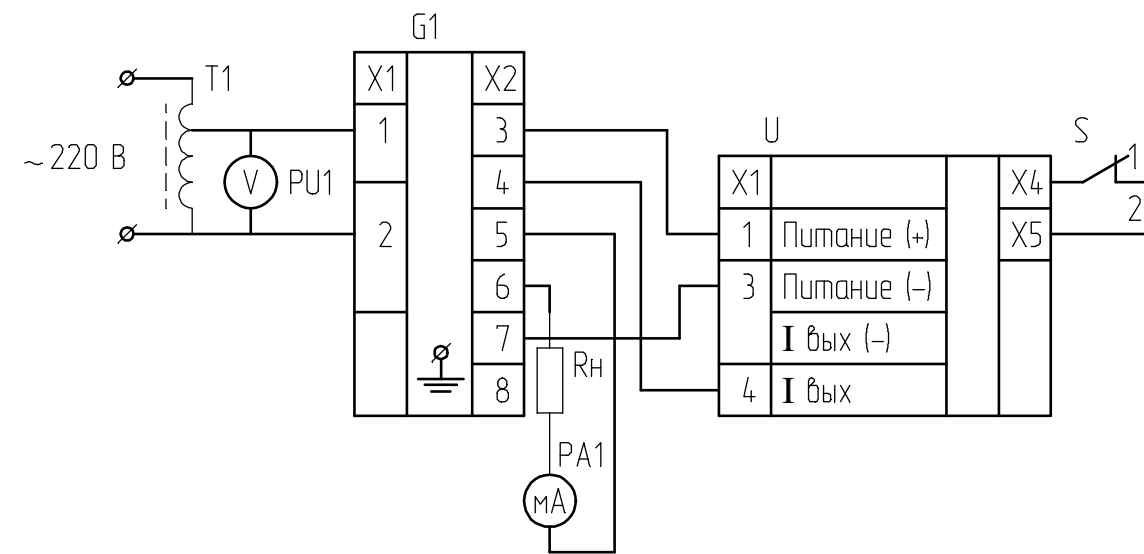 G1
T1
X1
X2
1
3
U
S
~220 В
V
PU1
4
X1
X4
1
2
5
1
Питание (+)
X5
2
6
3
Питание (-)
7
I вых (-)
Rн
8
4
I вых
PA1
мА